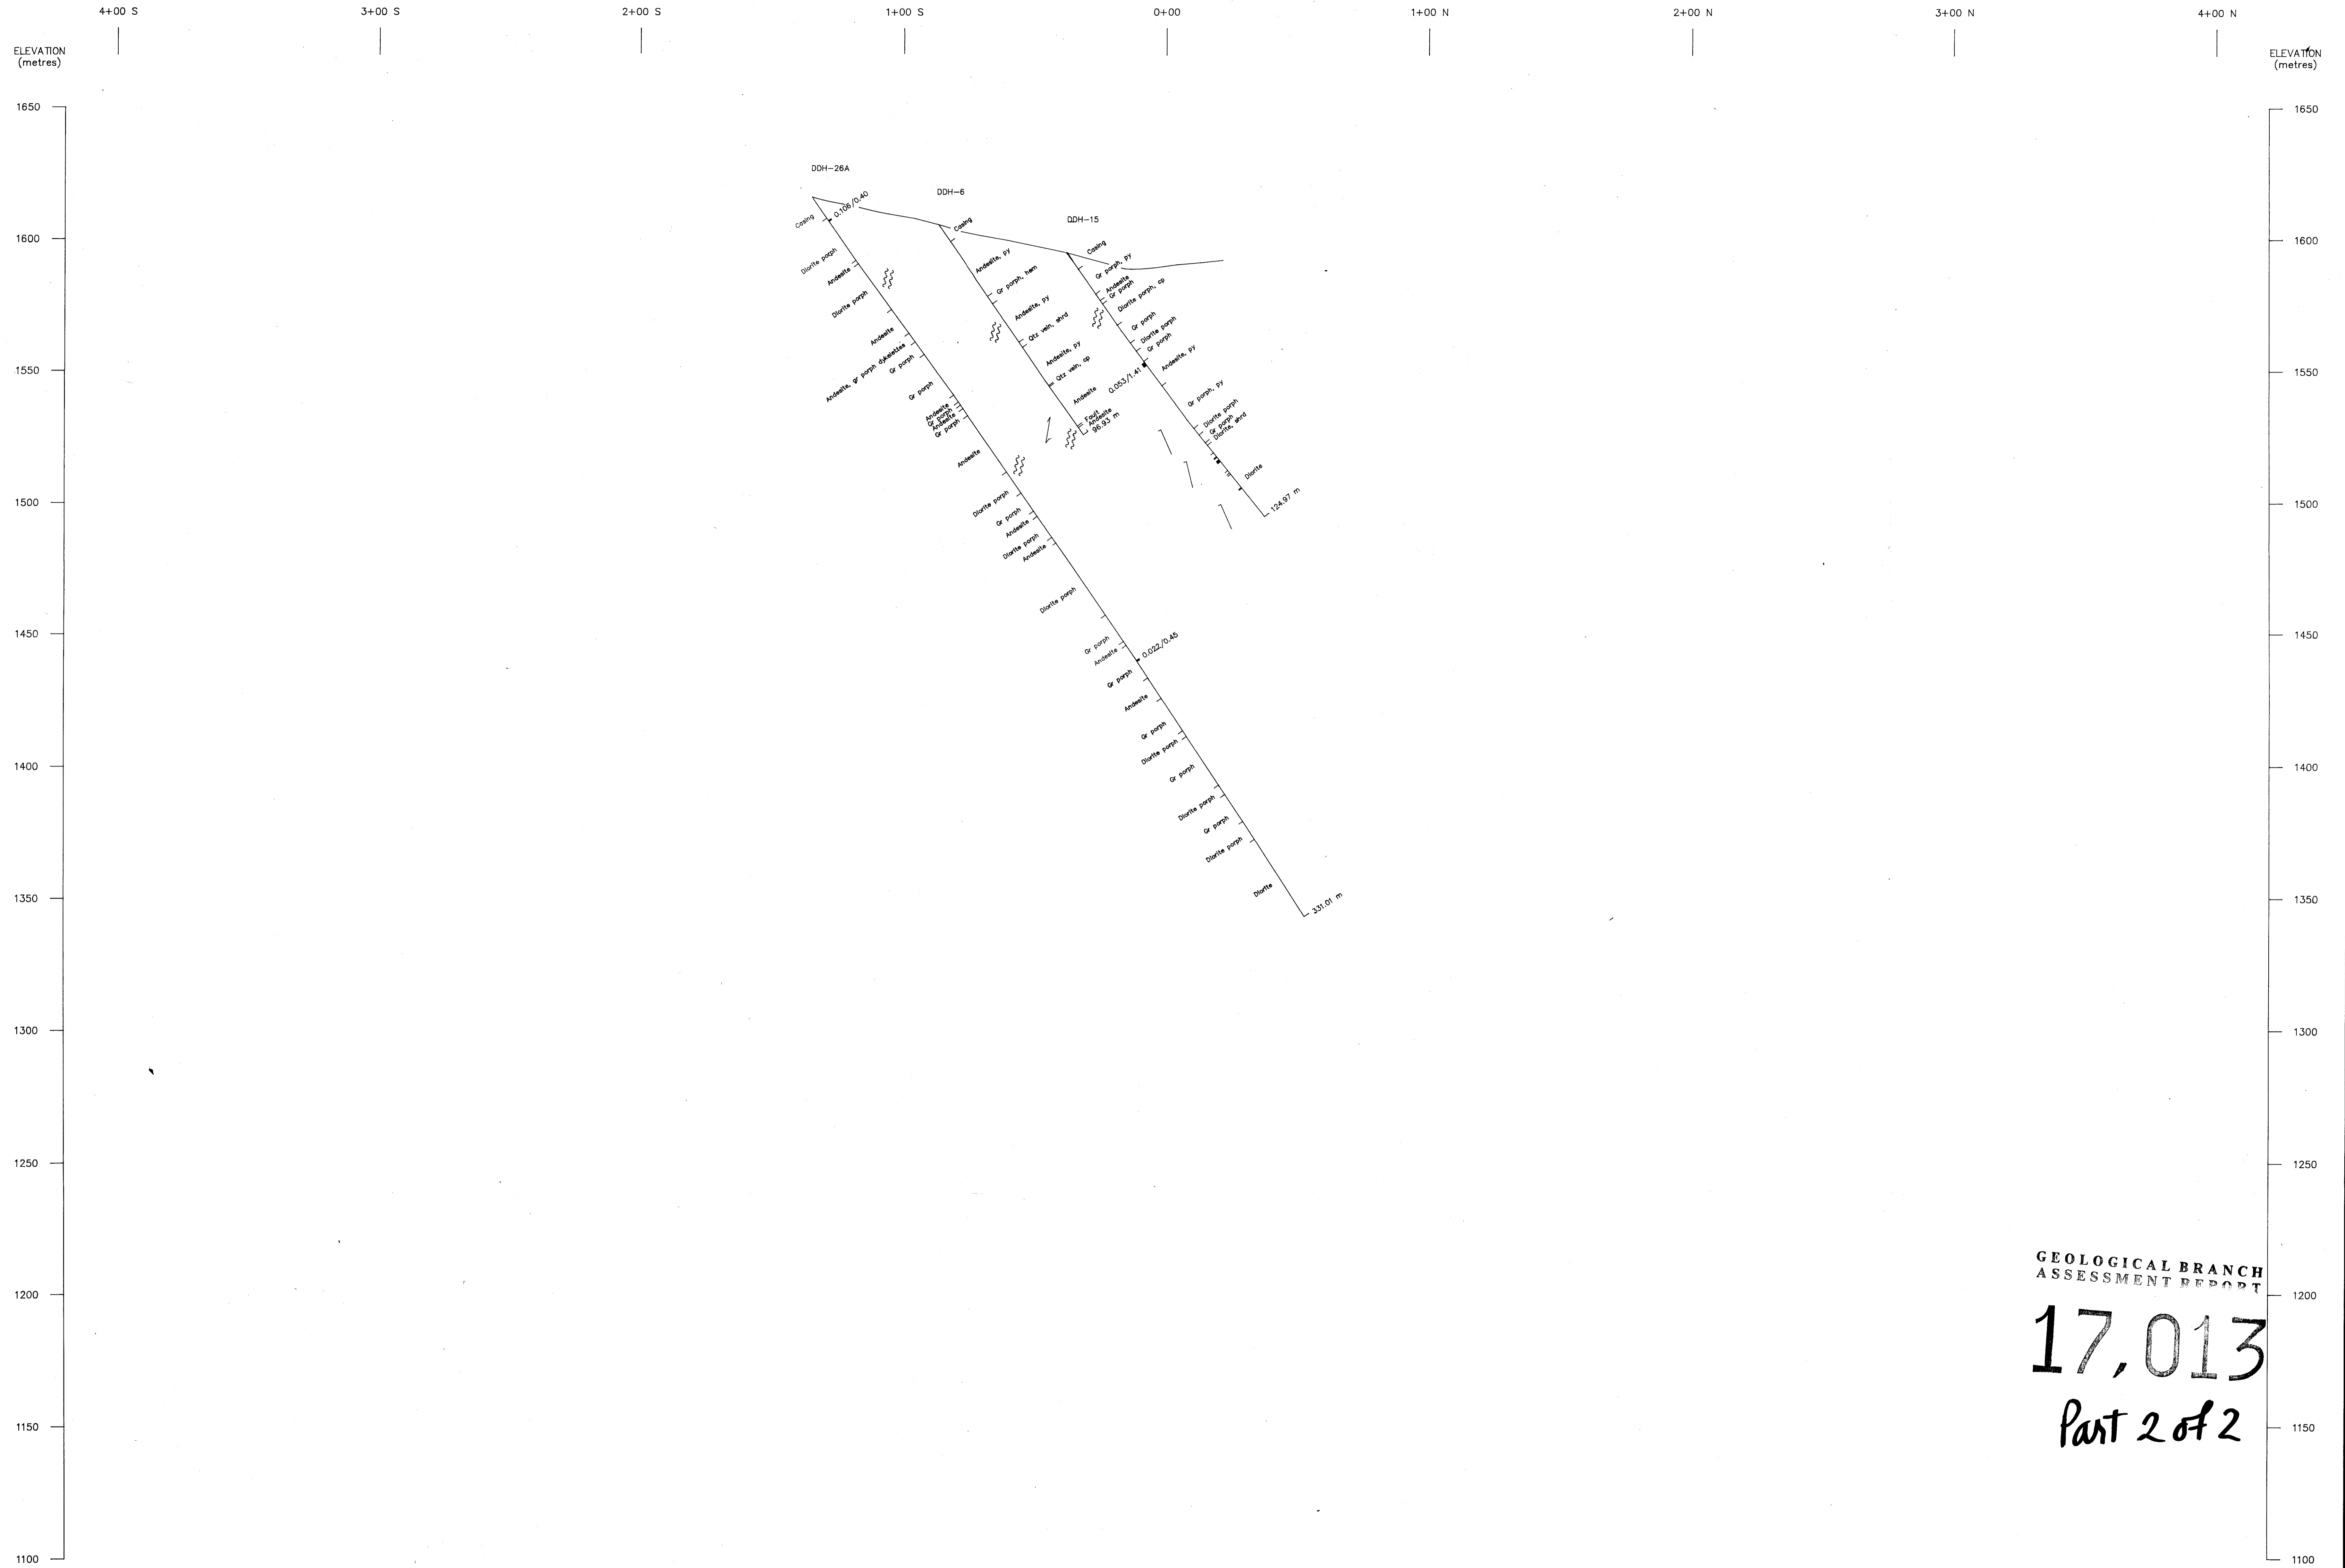 4+00 S 3+00 S 2+00 S 1+00 S 0+00 1+00 N 2+00 N 3+00 N 4+00 N
ELEVATION
(metres)
1650
1600
1550
1500
1450
1400
1350
1300
1250
1200
1150
1100
DDH-26A
0.106/0.40
Casing
Diorite porph
Andesite
Diorite porph
Andesite
Andesite, gr porph dykelettes
Gr porph
Gr porph
Andesite
Gr porph
Andesite
Gr porph
Andesite
Diorite porph
Gr porph
Andesite
Diorite porph
Andesite
Diorite porph
Gr porph
Andesite
0.022/0.45
Gr porph
Andesite
Gr porph
Diorite porph
Gr porph
Diorite porph
Gr porph
Diorite porph
Diorite
331.01 m
DDH-6
Casing
Andesite, py
Gr porph, hem
Andesite, py
Qtz vein, shrd
Andesite, py
Qtz vein, cp
Andesite
Fault
Andesite
96.93 m
DDH-15
Casing
Gr porph, py
Andesite
Gr porph
Diorite porph, cp
Gr porph
Diorite porph
Gr porph
0.053/1.41
Andesite, py
Gr porph, py
Diorite porph
Gr porph
Diorite, shrd
Diorite
124.97 m
ELEVATION
(metres)
1650
1600
1550
1500
1450
1400
1350
1300
1250
1200
1150
1100
GEOLOGICAL BRANCH
ASSESSMENT REPORT
17,013
Part 2 of 2